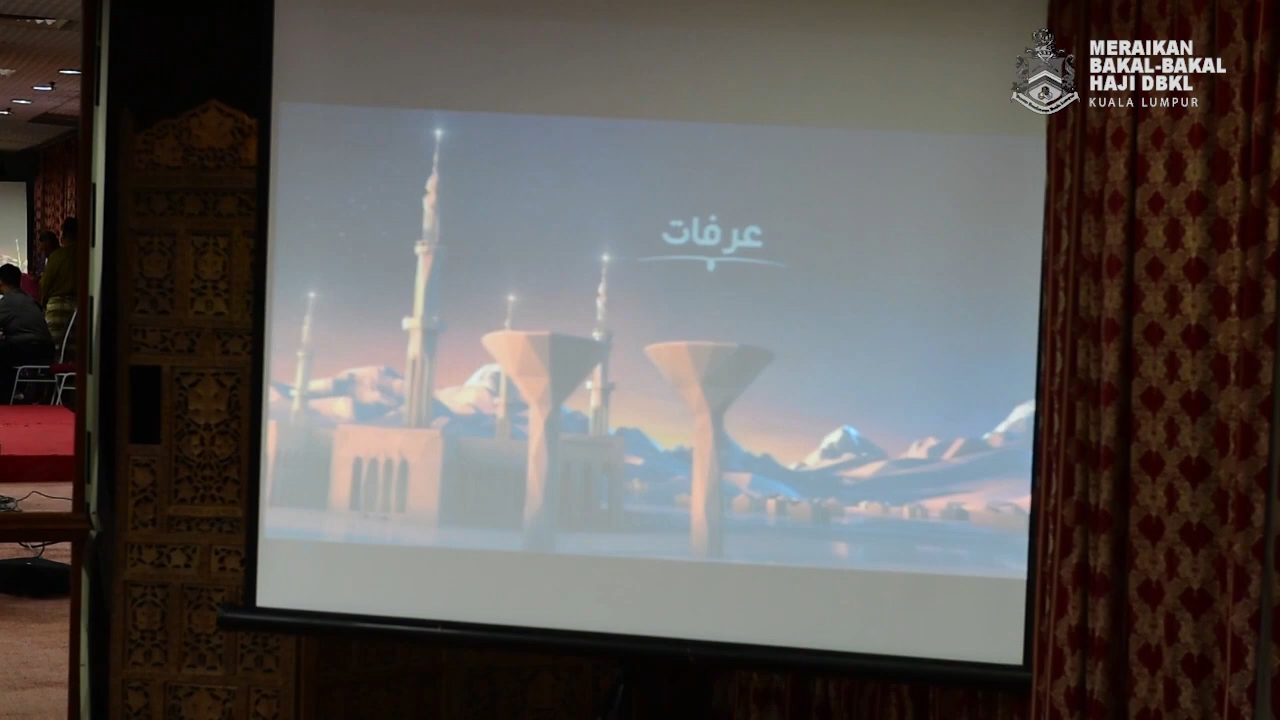 MERAIKAN
BAKAL-BAKAL
HAJI DBKL
KUALA LUMPUR
عرفات